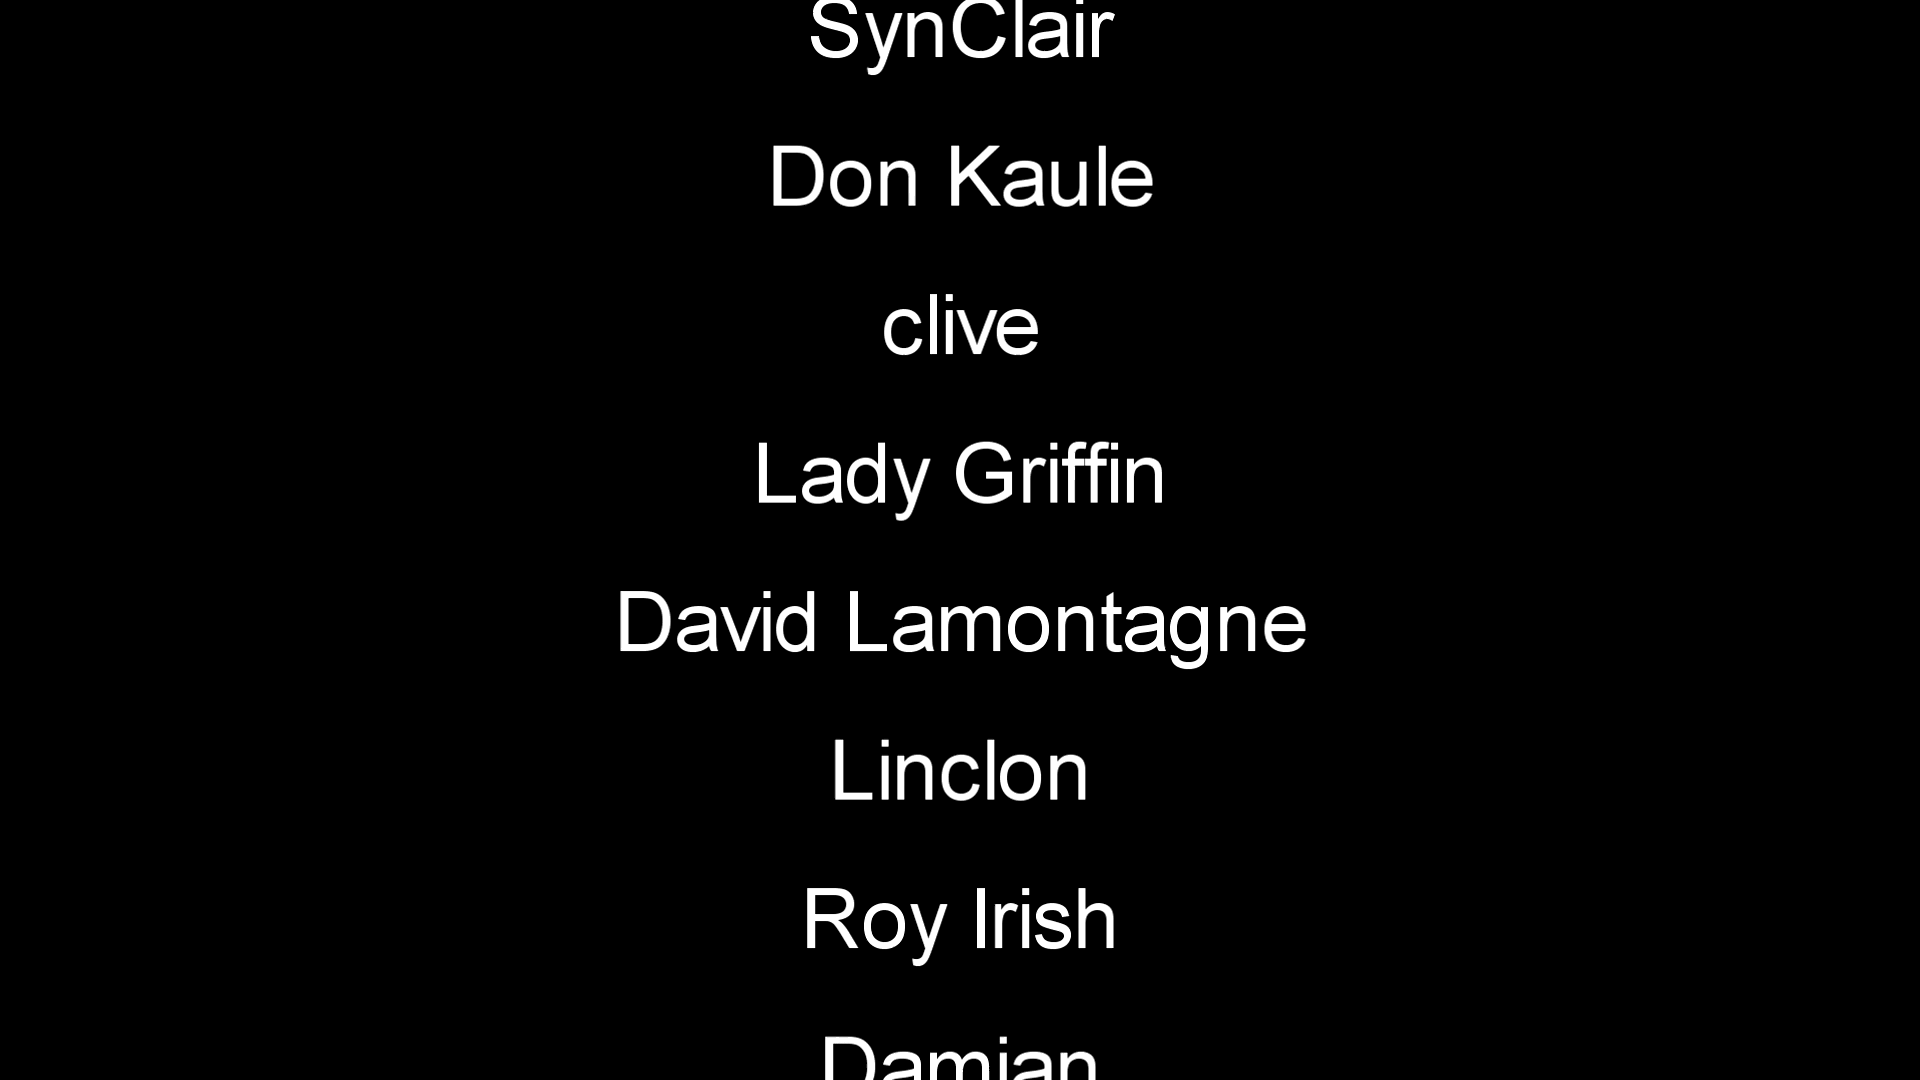 SynClair
Don Kaule
clive
Lady Griffin
David Lamontagne
Linclon
Roy Irish
Damian